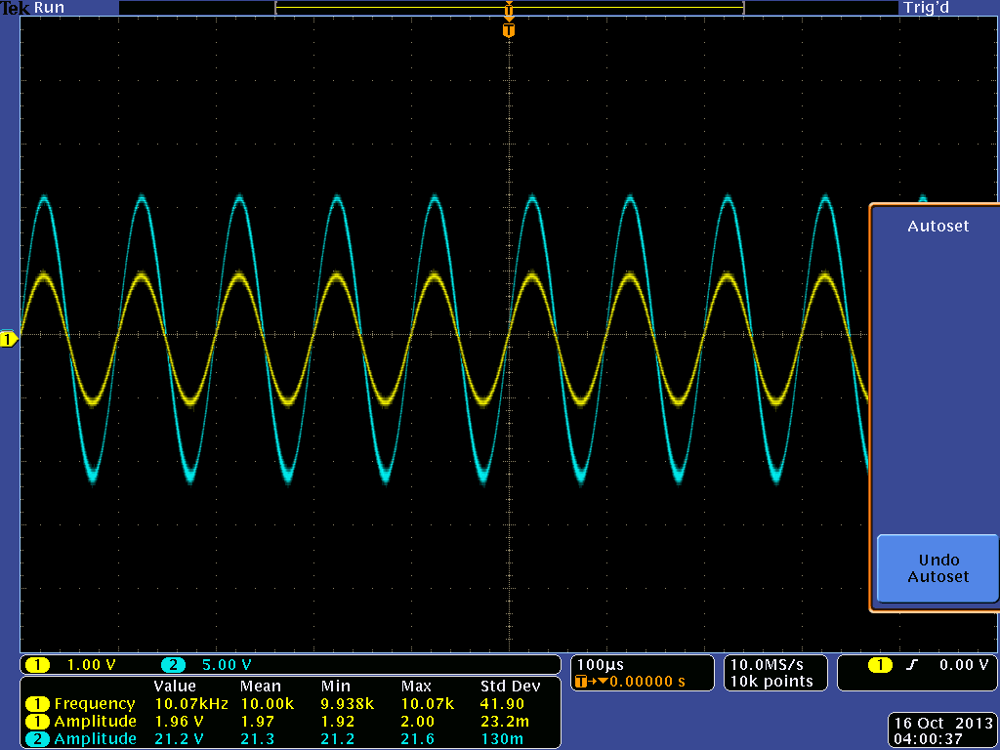 Tek Run Trig'd
T
T
Autoset
1
Undo
Autoset
1 1.00 V 2 5.00 V
100µs
T→▼0.00000 s
10.0MS/s
10k points
1 0.00 V
Value Mean Min Max Std Dev
1 Frequency 10.07kHz 10.00k 9.938k 10.07k 41.90
1 Amplitude 1.96 V 1.97 1.92 2.00 23.2m
2 Amplitude 21.2 V 21.3 21.2 21.6 130m
16 Oct 2013
04:00:37